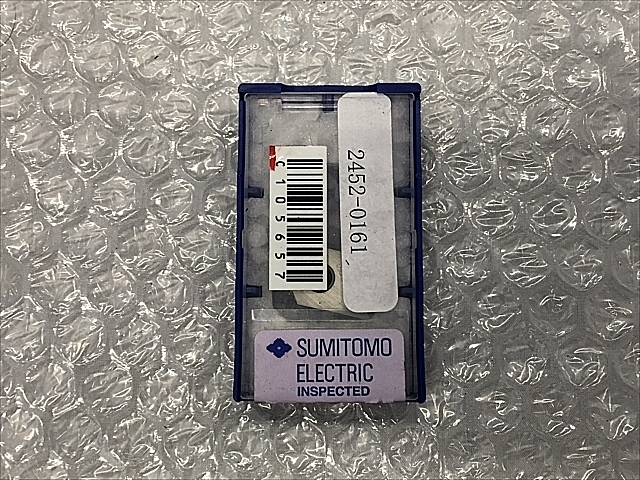 2452-0161
C105657
SUMITOMO
ELECTRIC
INSPECTED